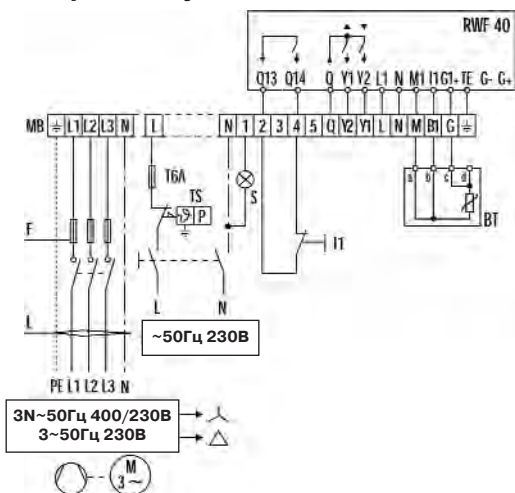 RWF 40
Q13 Q14 Q Y1 Y2 L1 N M1 I1 G1+ TE G- G+
MB L1 L2 L3 N L N 1 2 3 4 5 Q Y2 Y1 L N M B1 G
T6A
TS
P
S
a b c d
BT
F
I1
L
L N
~50Гц 230В
PE L1 L2 L3 N
3N~50Гц 400/230В
3~50Гц 230В
M
3~